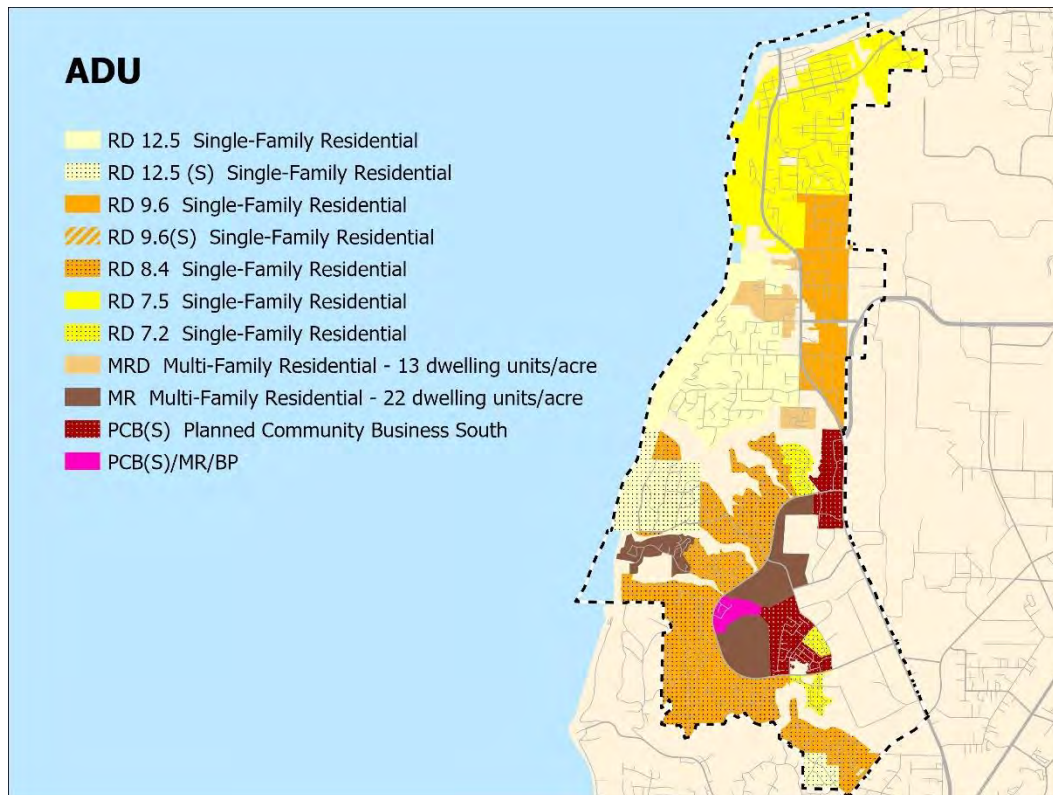 ADU
RD 12.5 Single-Family Residential
RD 12.5 (S) Single-Family Residential
RD 9.6 Single-Family Residential
RD 9.6(S) Single-Family Residential
RD 8.4 Single-Family Residential
RD 7.5 Single-Family Residential
RD 7.2 Single-Family Residential
MRD Multi-Family Residential - 13 dwelling units/acre
MR Multi-Family Residential - 22 dwelling units/acre
PCB(S) Planned Community Business South
PCB(S)/MR/BP